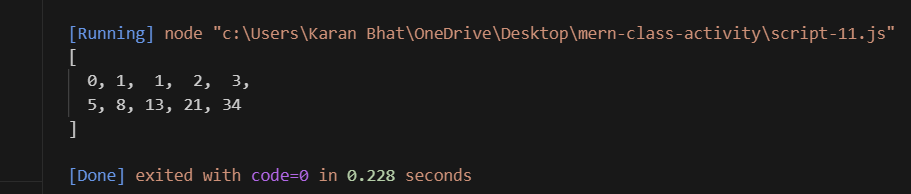 [Running] node "c:\Users\Karan Bhat\OneDrive\Desktop\mern-class-activity\script-11.js"
[
  0, 1,  1,  2,  3,
  5, 8, 13, 21, 34
]
[Done] exited with code=0 in 0.228 seconds